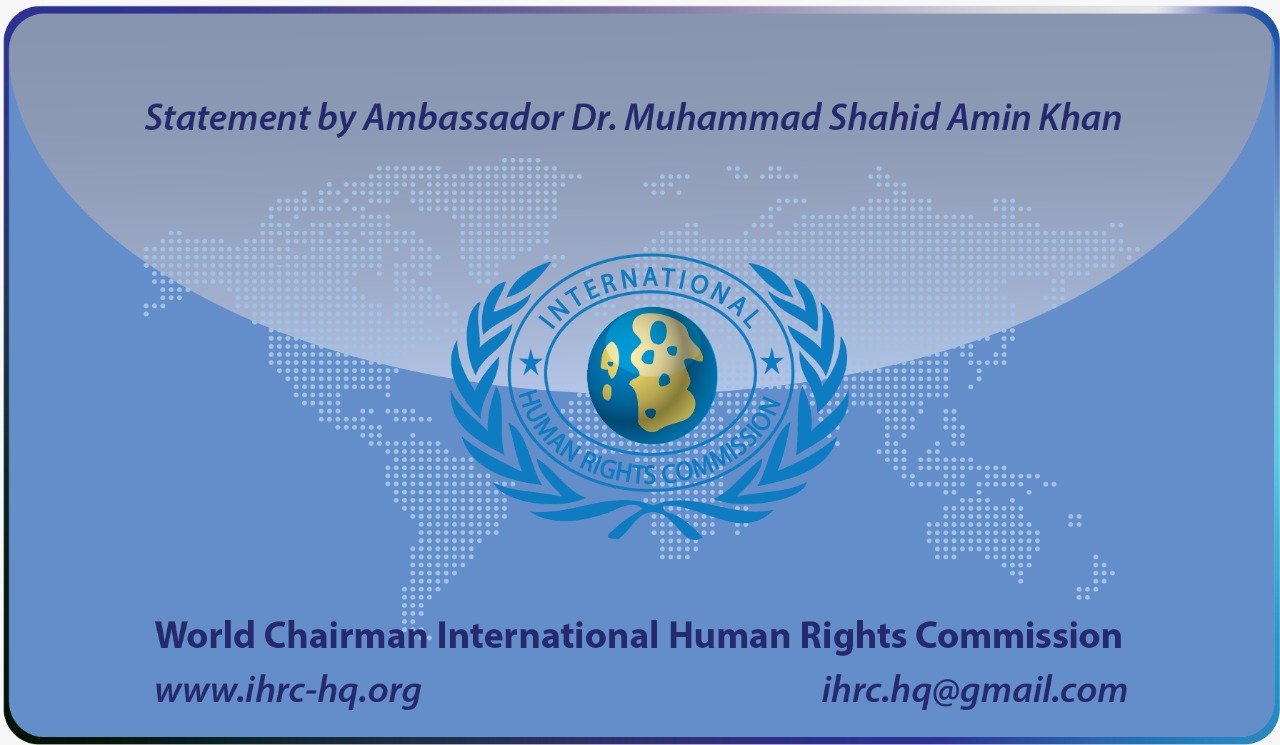 Statement by Ambassador Dr. Muhammad Shahid Amin Khan
INTERNATIONAL
HUMAN RIGHTS COMMISSION
World Chairman International Human Rights Commission
www.ihrc-hq.org
ihrc.hq@gmail.com